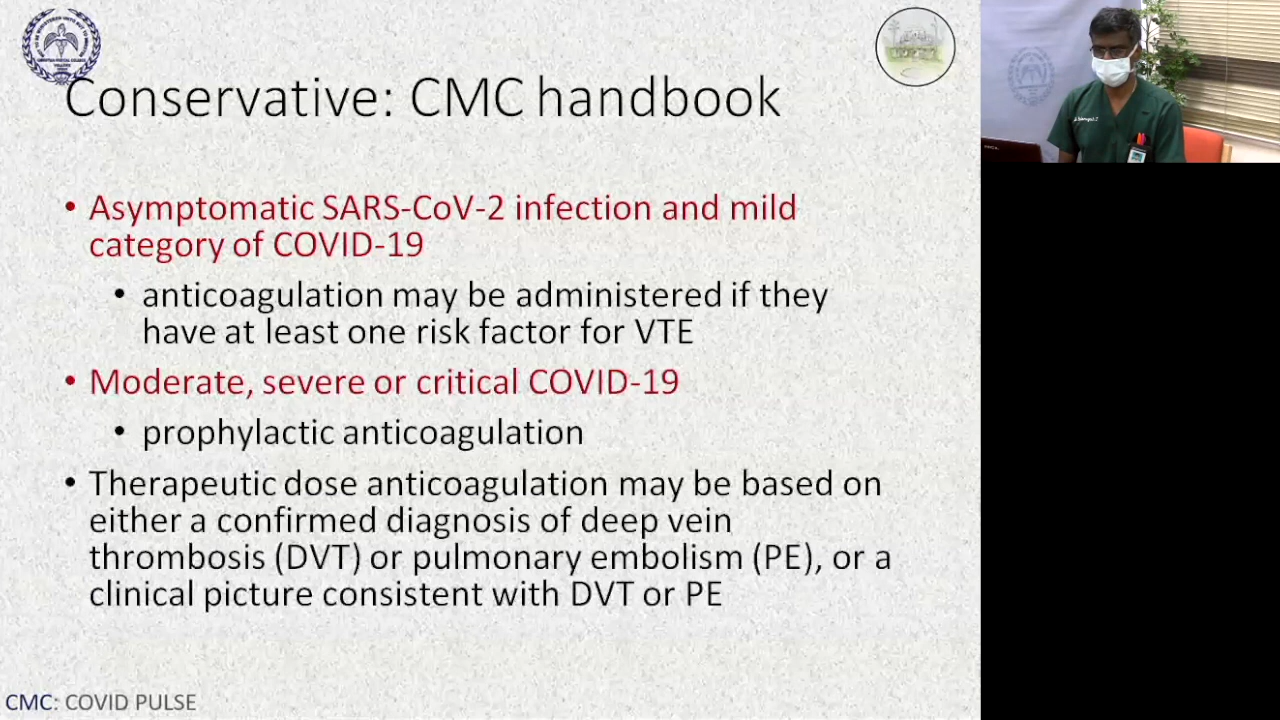 Conservative: CMC handbook
• Asymptomatic SARS-CoV-2 infection and mild
category of COVID-19
• anticoagulation may be administered if they
have at least one risk factor for VTE
• Moderate, severe or critical COVID-19
• prophylactic anticoagulation
• Therapeutic dose anticoagulation may be based on
either a confirmed diagnosis of deep vein
thrombosis (DVT) or pulmonary embolism (PE), or a
clinical picture consistent with DVT or PE
CMC: COVID PULSE